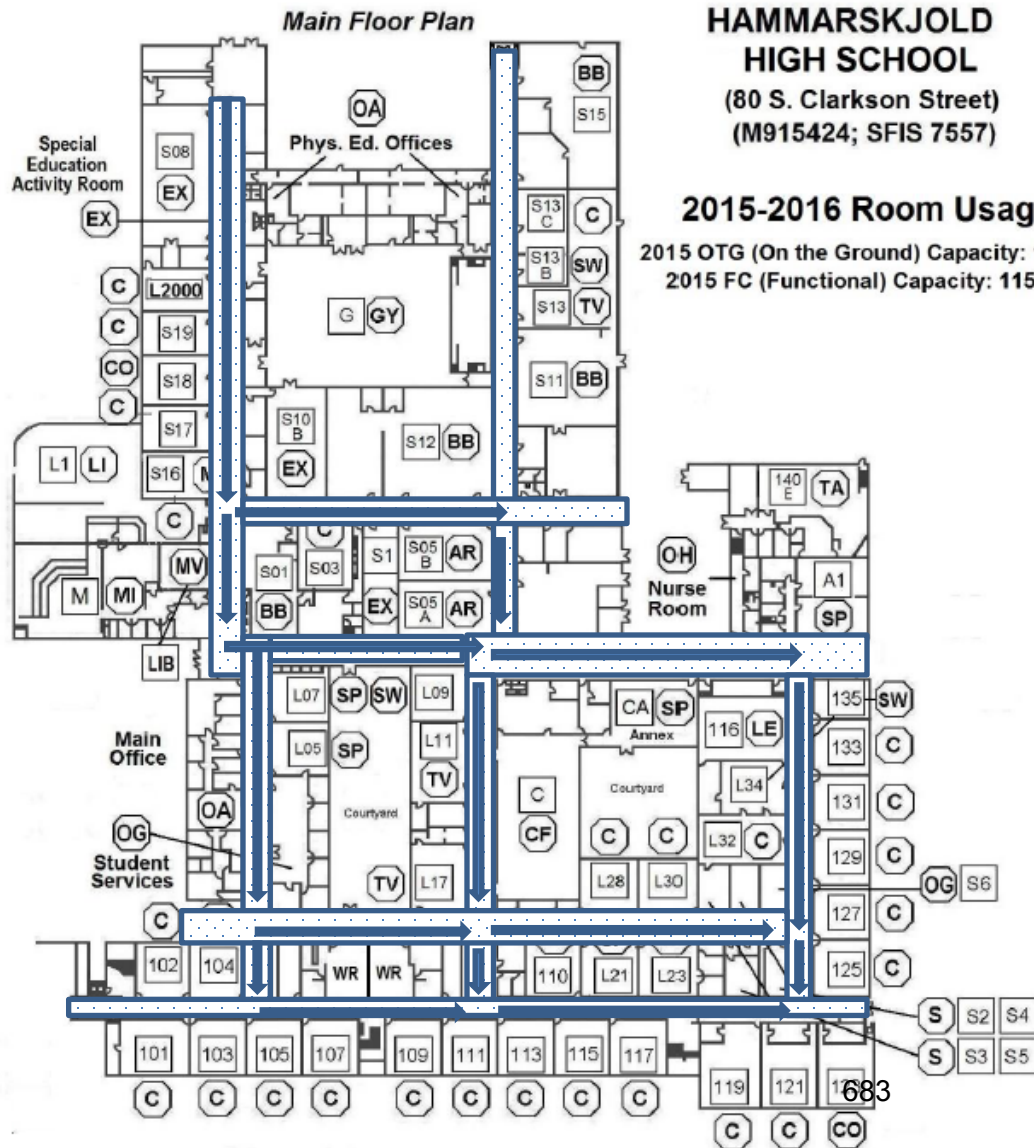 Main Floor Plan
HAMMARSKJOLD
HIGH SCHOOL
(80 S. Clarkson Street)
(M915424; SFIS 7557)
2015-2016 Room Usag
2015 OTG (On the Ground) Capacity:
2015 FC (Functional) Capacity: 115
OA
Phys. Ed. Offices
BB
S15
Special
Education
Activity Room
EX
S08
EX
S13
C
C
S13
B
SW
S13
TV
C
L2000
C
S19
G
GY
CO
S18
S11
BB
C
S17
S10
B
EX
S12
BB
L1
LI
S16
C
140
E
TA
M
MI
MV
LIB
S01
BB
C
S03
S1
EX
S05
B
AR
S05
A
AR
OH
Nurse
Room
A1
SP
L07
SP
SW
L09
CA
SP
Annex
116
LE
135
SW
Main
Office
L05
SP
L11
TV
133
C
OA
Courtyard
C
CF
Courtyard
L34
131
C
OG
Student
Services
C
C
L32
C
129
C
TV
L17
L28
L30
OG
S6
C
127
C
102
104
WR
WR
110
L21
L23
125
C
S
S2
S4
S
S3
S5
101
103
105
107
109
111
113
115
117
C
C
C
C
C
C
C
C
C
119
121
683
C
C
CO